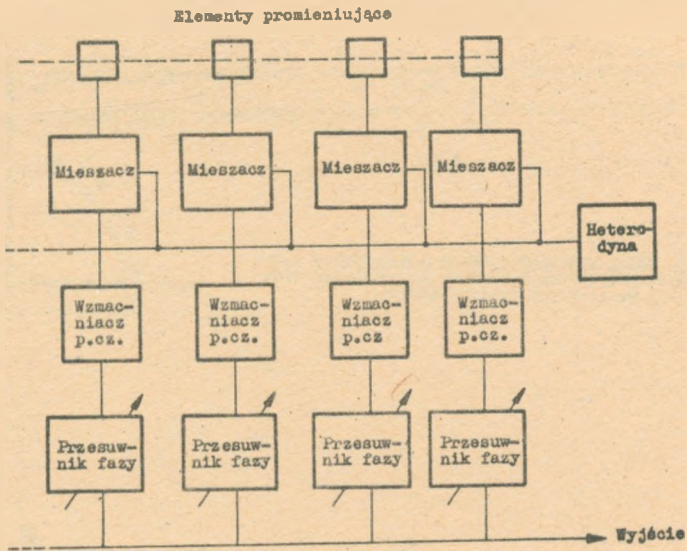 Elementy promieniujące
Mieszacz
Mieszacz
Mieszacz
Mieszacz
Hetero-
dyna
Wzmac-
niacz
p.cz.
Wzmac-
niacz
p.cz.
Wzmac-
niacz
p.cz
Wzmac-
niacz
p.cz.
Przesuw-
nik fazy
Przesuw-
nik fazy
Przesuw-
nik fazy
Przesuw-
nik fazy
Wyjście